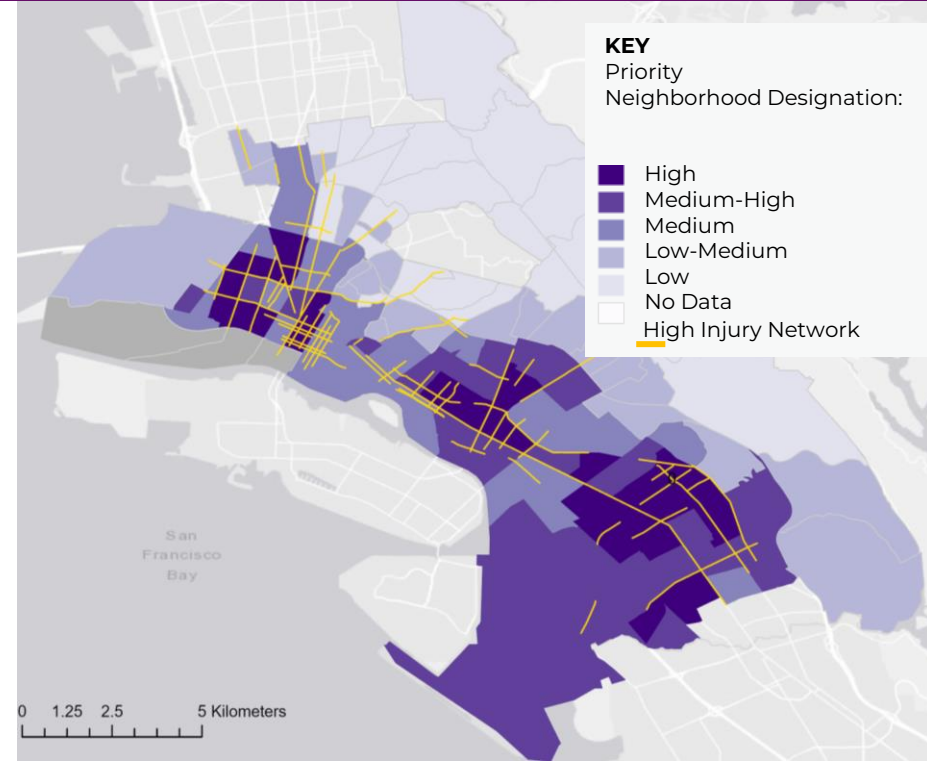 KEY
Priority
Neighborhood Designation:
High
Medium-High
Medium
Low-Medium
Low
No Data
High Injury Network
San
Francisco
Bay
0 1.25 2.5 5 Kilometers